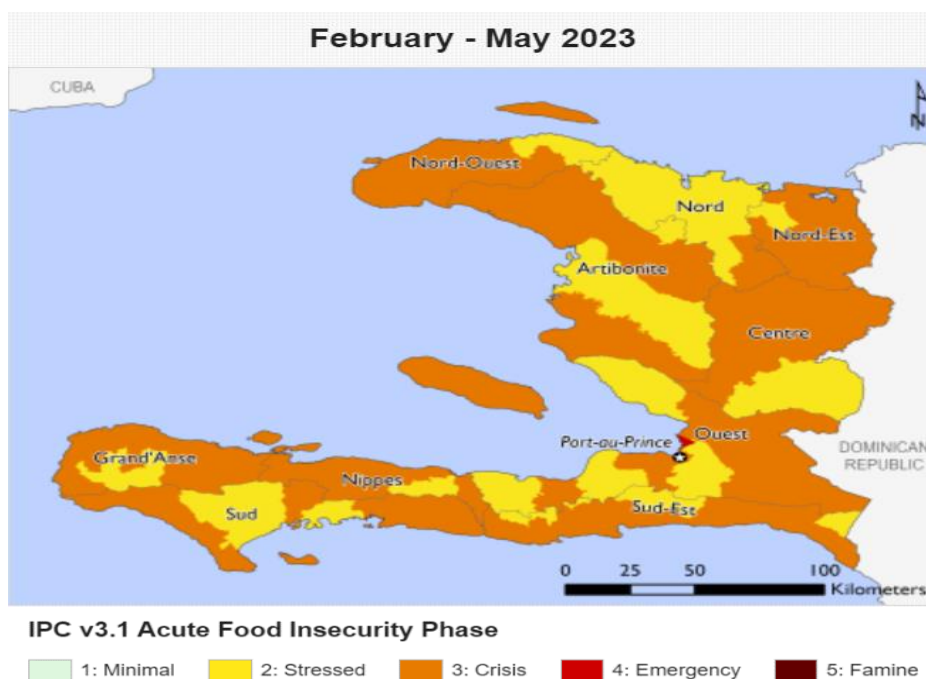 February - May 2023
CUBA
N
Nord-Ouest
Nord
Nord-Est
Artibonite
Centre
Port-au-Prince
Ouest
DOMINICAN
REPUBLIC
Grand'Anse
Nippes
Sud
Sud-Est
0 25 50 100
Kilometers
IPC v3.1 Acute Food Insecurity Phase
1: Minimal 2: Stressed 3: Crisis 4: Emergency 5: Famine